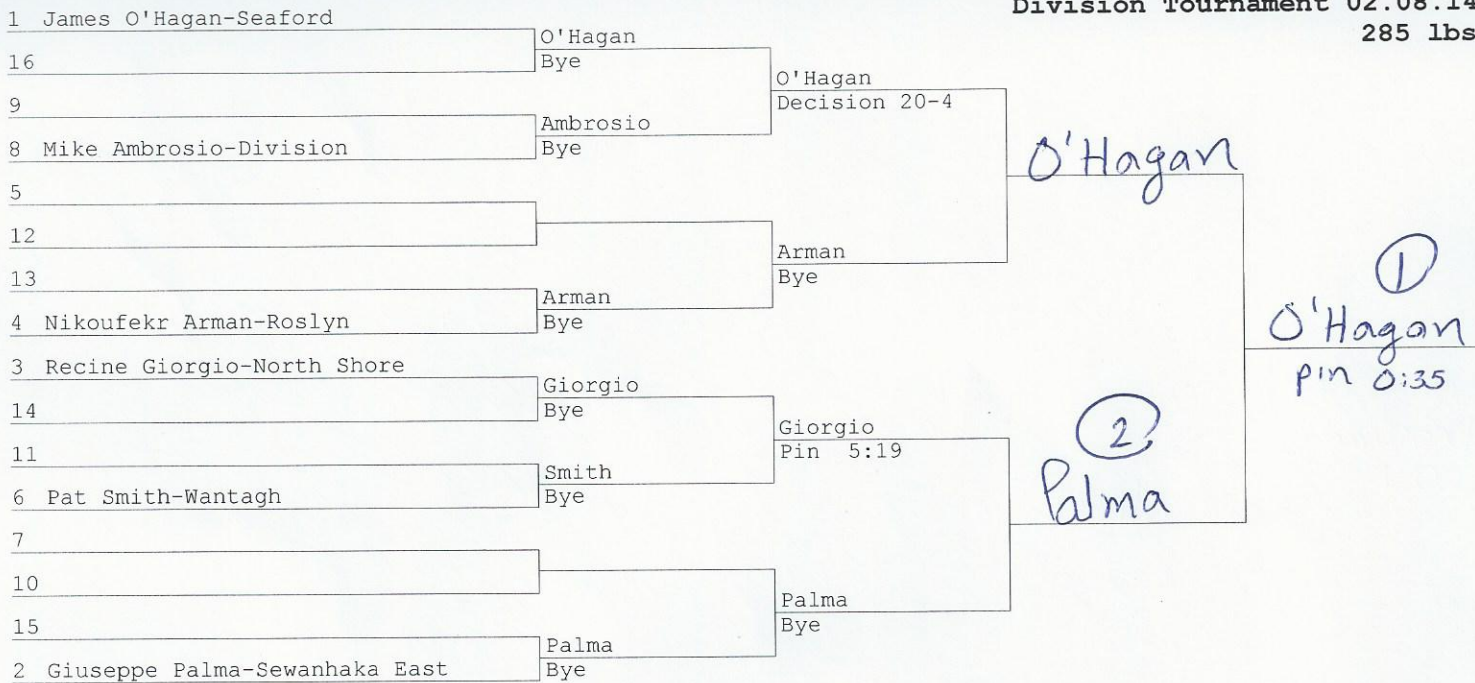 Division Tournament 02.08.14
285 lbs
1 James O'Hagan-Seaford
16
9
8 Mike Ambrosio-Division
5
12
13
4 Nikoufekr Arman-Roslyn
3 Recine Giorgio-North Shore
14
11
6 Pat Smith-Wantagh
7
10
15
2 Giuseppe Palma-Sewanhaka East
O'Hagan
Bye
Ambrosio
Bye
Arman
Bye
Giorgio
Bye
Smith
Bye
Palma
Bye
O'Hagan
Decision 20-4
Arman
Bye
Giorgio
Pin 5:19
Palma
Bye
O'Hagan
2
Palma
1
O'Hagan
pin 0:35